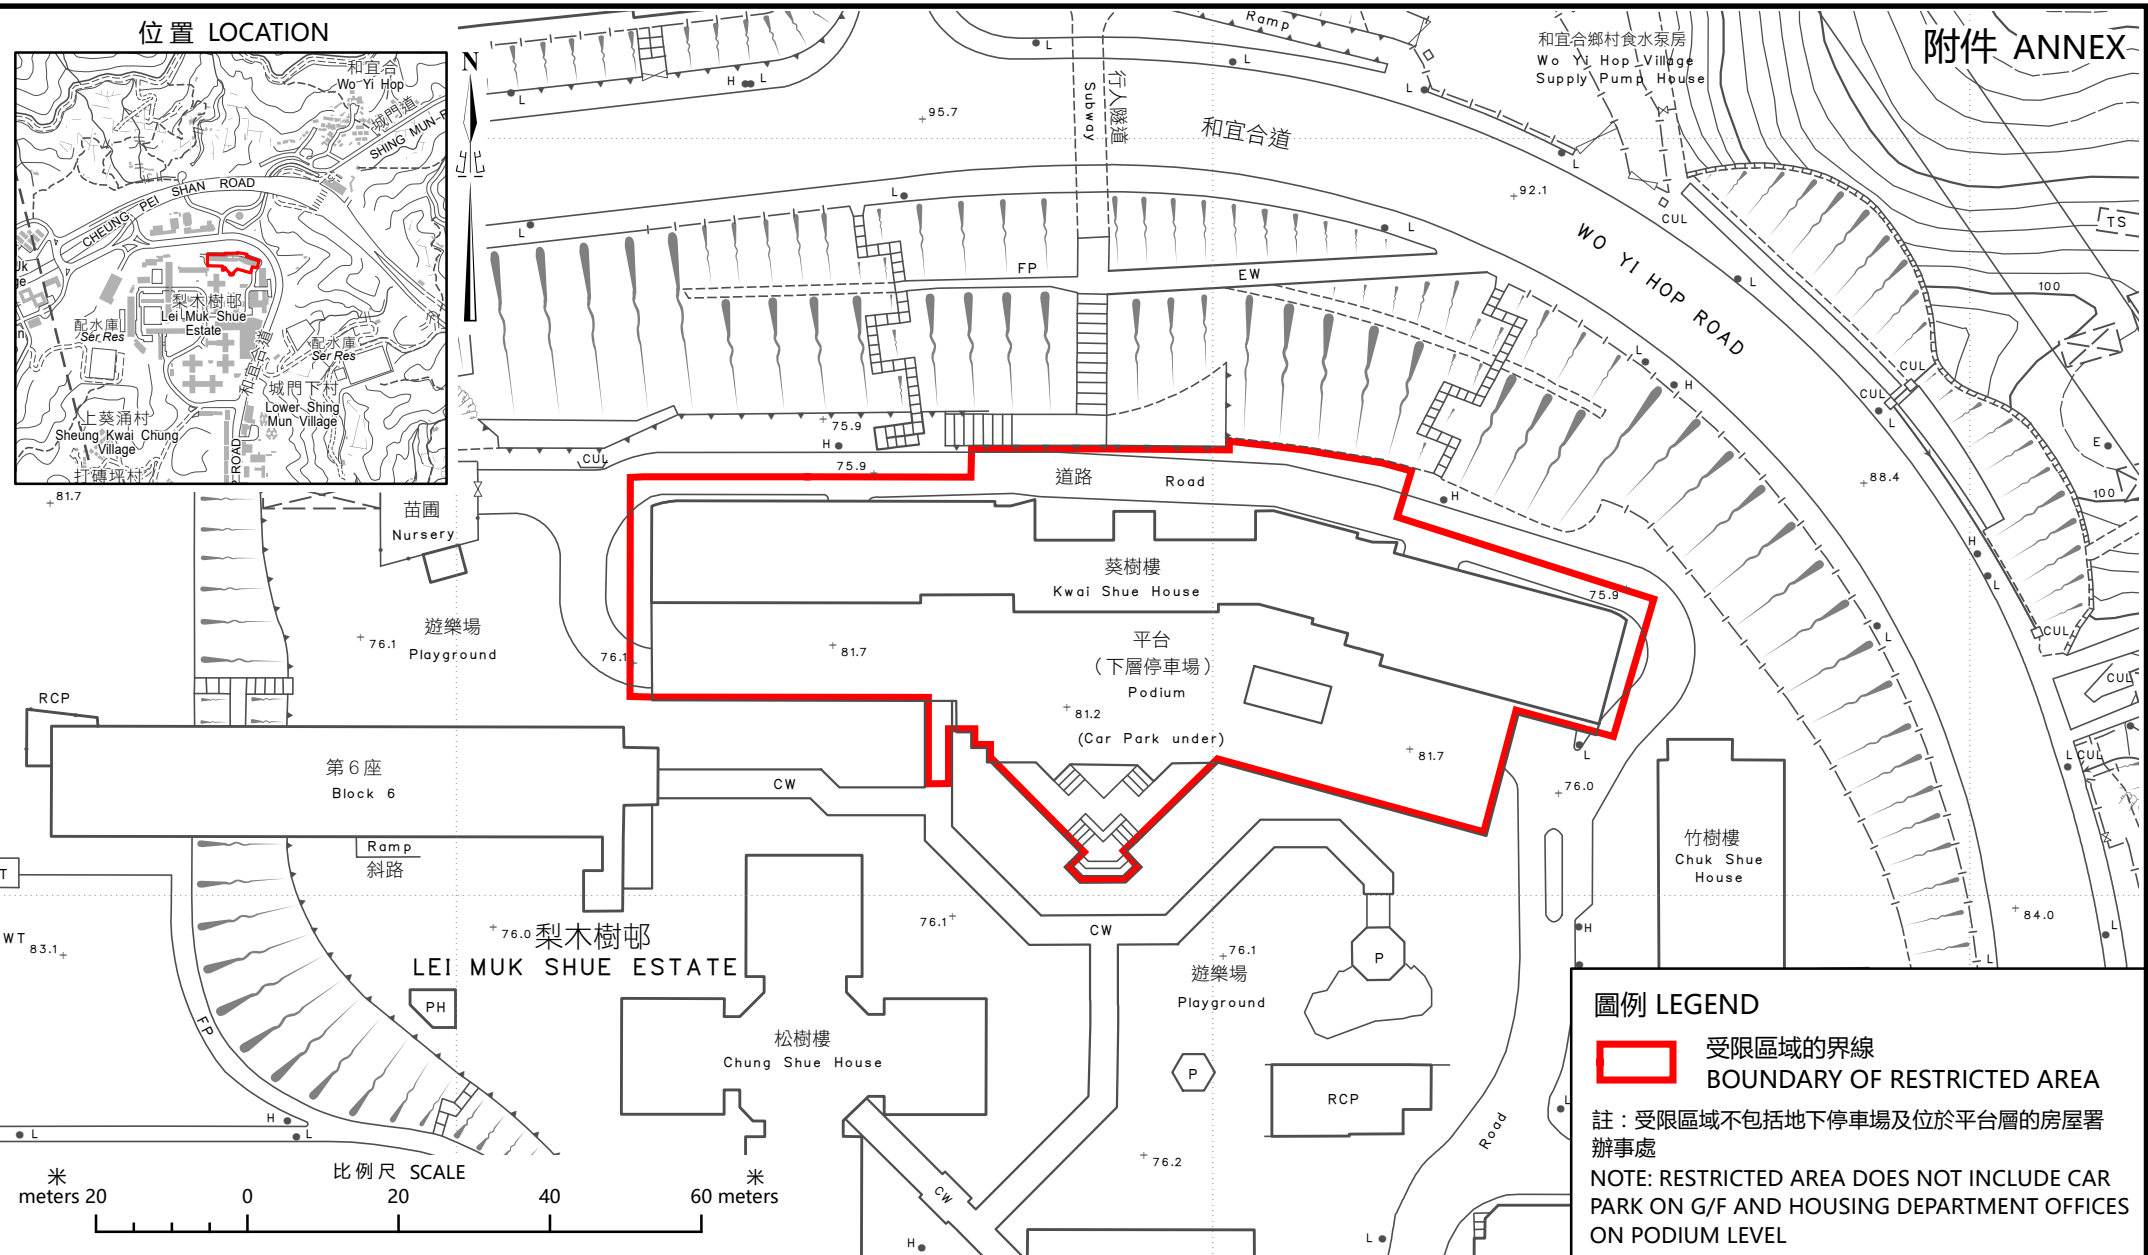 位置 LOCATION
附件 ANNEX
和宜合
Wo Yi Hop
城門道
SHING MUN
CHEUNG PEI SHAN ROAD
梨木樹邨
Lei Muk Shue
Estate
配水庫
Ser Res
配水庫
Ser Res
和宜合道
城門下村
Lower Shing
Mun Village
上葵涌村
Sheung Kwai Chung
Village
打磚坪村
ROAD
N
北
Ramp
和宜合鄉村食水泵房
Wo Yi Hop Village
Supply Pump House
行人隧道
Subway
和宜合道
WO YI HOP ROAD
95.7
92.1
CUL
TS
100
FP
EW
75.9
H
CUL
75.9
道路
Road
H
88.4
E
100
81.7
苗圃
Nursery
葵樹樓
Kwai Shue House
75.9
遊樂場
Playground
76.1
76.1
81.7
平台
（下層停車場）
Podium
81.2
(Car Park under)
81.7
RCP
第6座
Block 6
CW
76.0
竹樹樓
Chuk Shue
House
Ramp
斜路
WT
83.1
76.0
梨木樹邨
LEI MUK SHUE ESTATE
76.1
CW
76.1
遊樂場
Playground
P
84.0
PH
FP
松樹樓
Chung Shue House
P
RCP
Road
76.2
CW
H
L
比例尺 SCALE
米
meters 20 0 20 40 60 meters
米
圖例 LEGEND
受限區域的界線
BOUNDARY OF RESTRICTED AREA
註：受限區域不包括地下停車場及位於平台層的房屋署
辦事處
NOTE: RESTRICTED AREA DOES NOT INCLUDE CAR
PARK ON G/F AND HOUSING DEPARTMENT OFFICES
ON PODIUM LEVEL